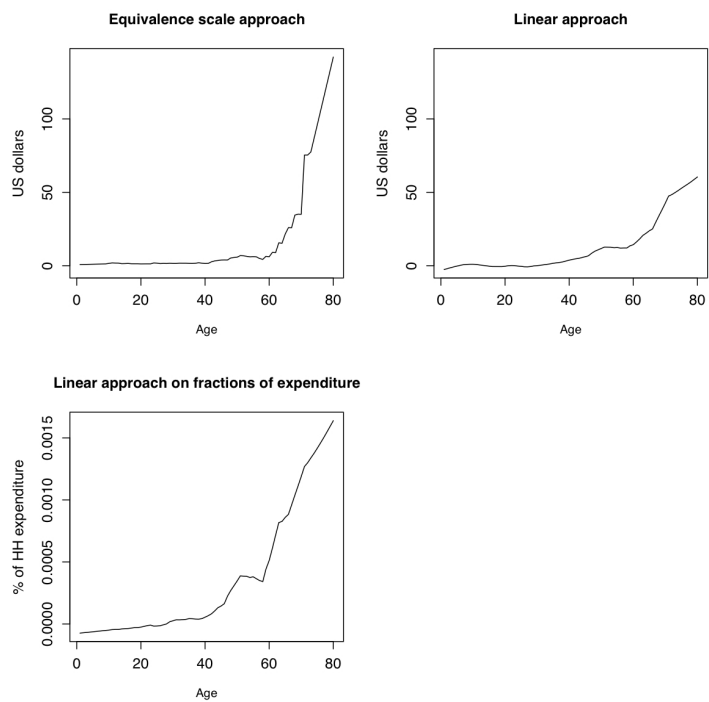 Equivalence scale approach
US dollars
100
50
0
0 20 40 60 80
Age
Linear approach
US dollars
100
50
0
0 20 40 60 80
Age
Linear approach on fractions of expenditure
% of HH expenditure
0.0015
0.0010
0.0005
0.0000
0 20 40 60 80
Age